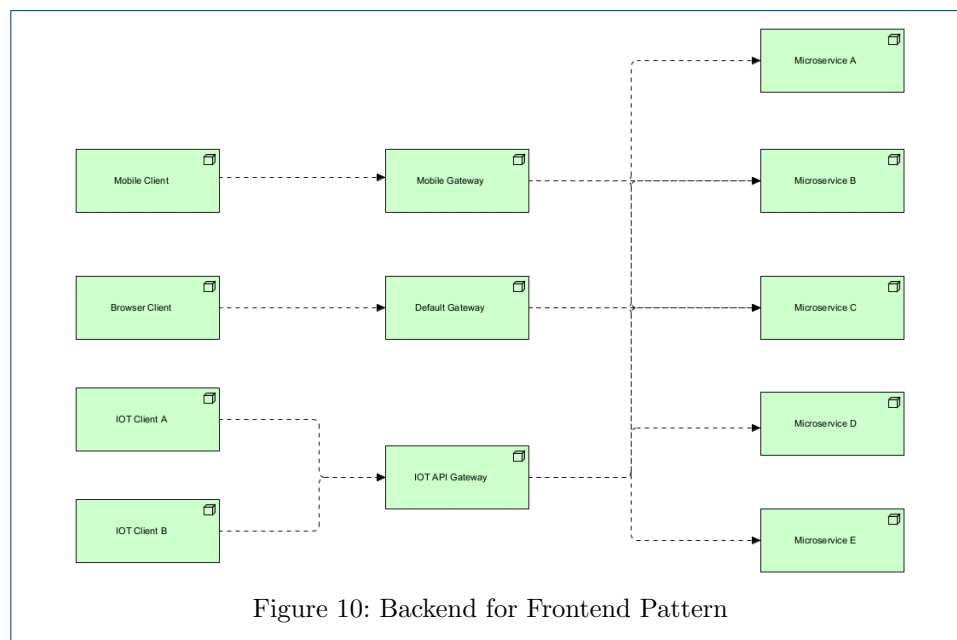 Microservice A
Mobile Client
Mobile Gateway
Microservice B
Browser Client
Default Gateway
Microservice C
IOT Client A
Microservice D
IOT API Gateway
IOT Client B
Microservice E
Figure 10: Backend for Frontend Pattern